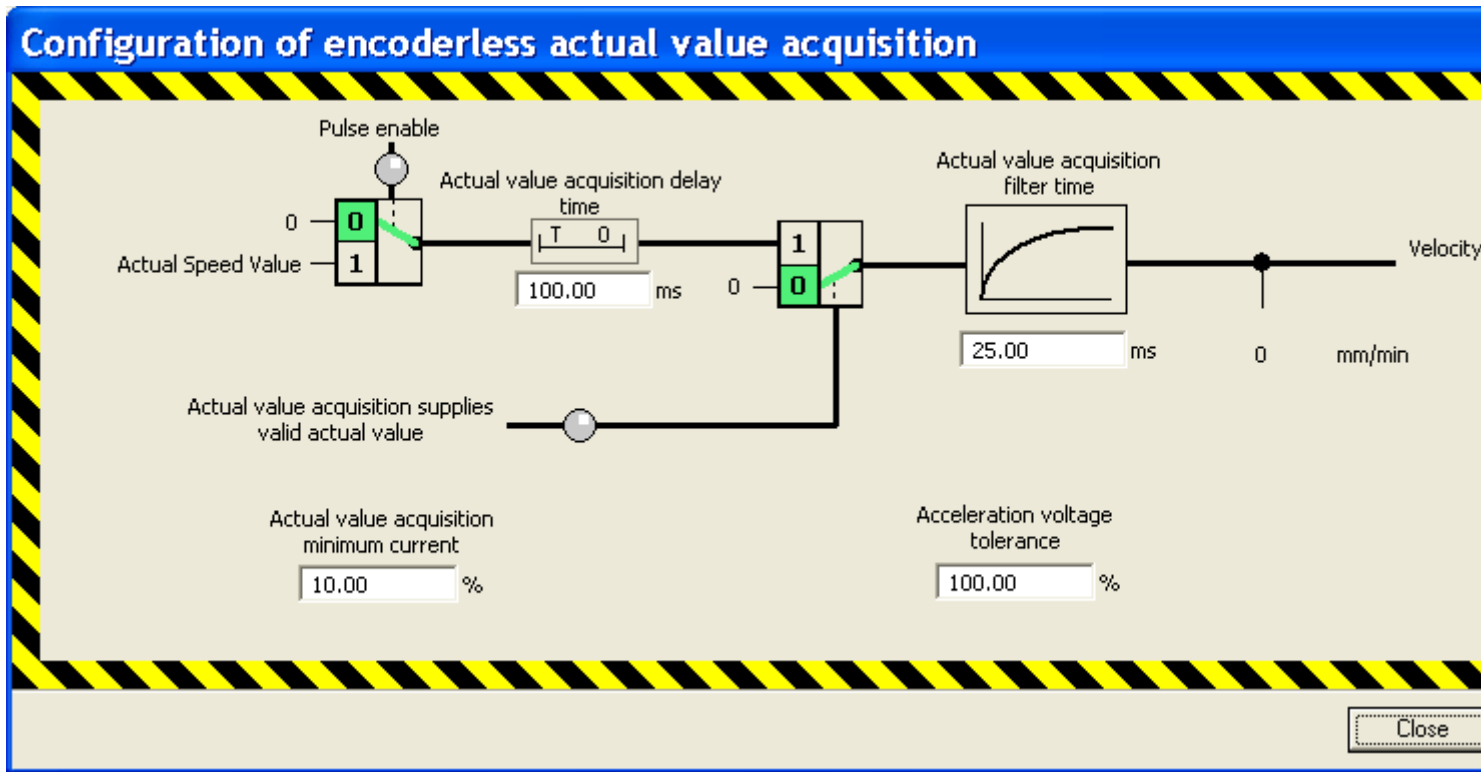 Configuration of encoderless actual value acquisition
Pulse enable
0
0
1
Actual Speed Value
Actual value acquisition delay
time
T 0
100.00 ms
1
0
0
Actual value acquisition
filter time
25.00 ms
Velocity
0 mm/min
Actual value acquisition supplies
valid actual value
Actual value acquisition
minimum current
10.00 %
Acceleration voltage
tolerance
100.00 %
Close